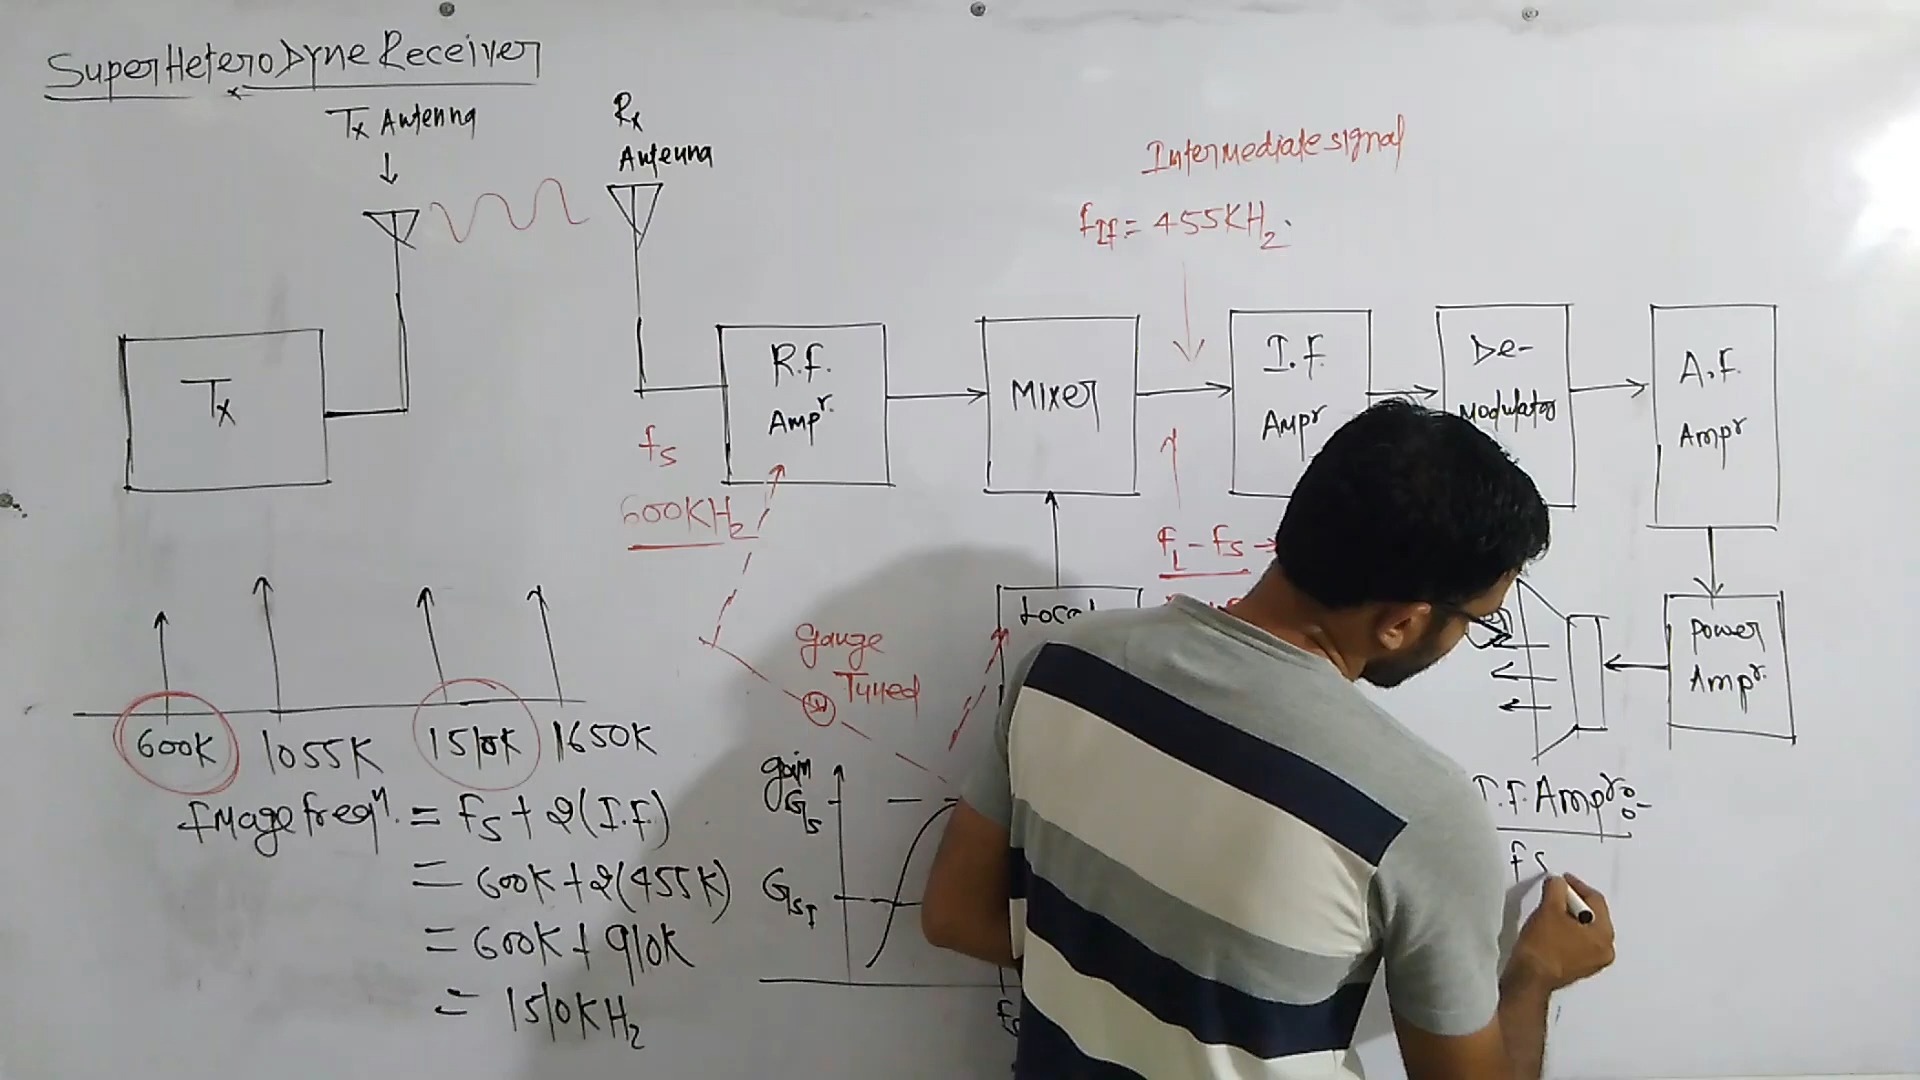 SuperHeteroDyne Receiver
Tx Antenna
Rx
Antenna
Intermediate signal
fIf = 455KHz.
Tx
R.f.
Ampr.
Mixer
I.F.
Ampr
De-
Modulator
A.F.
Ampr
fs
600KHz
fL - fs
Local
Gauge
Tuned
Power
Ampr.
600K 1055K 1510K 1650K
Image freqn. = fs + 2(I.F)
= 600K + 2(455K)
= 600K + 910K
= 1510KHz
gain
Gs
GsI
I.F. Ampr:-
fs